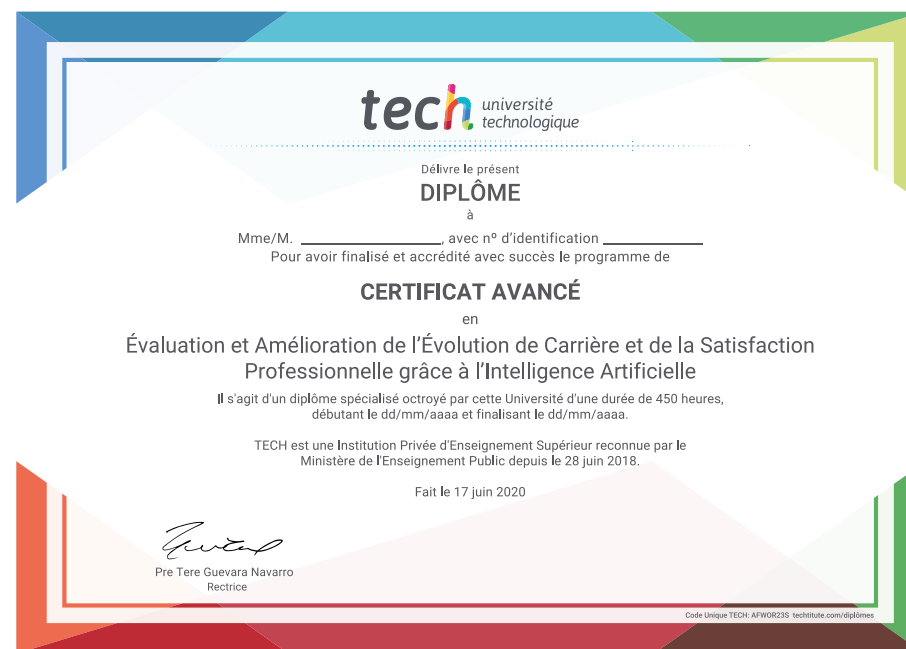 tech université
technologique
Délivre le présent
DIPLÔME
à
Mme/M. ____________________, avec nº d'identification ______________
Pour avoir finalisé et accrédité avec succès le programme de
CERTIFICAT AVANCÉ
en
Évaluation et Amélioration de l'Évolution de Carrière et de la Satisfaction
Professionnelle grâce à l'Intelligence Artificielle
Il s'agit d'un diplôme spécialisé octroyé par cette Université d'une durée de 450 heures,
débutant le dd/mm/aaaa et finalisant le dd/mm/aaaa.
TECH est une Institution Privée d'Enseignement Supérieur reconnue par le
Ministère de l'Enseignement Public depuis le 28 juin 2018.
Fait le 17 juin 2020
Pre Tere Guevara Navarro
Rectrice
Code Unique TECH: AFWOR23S techtitute.com/diplômes